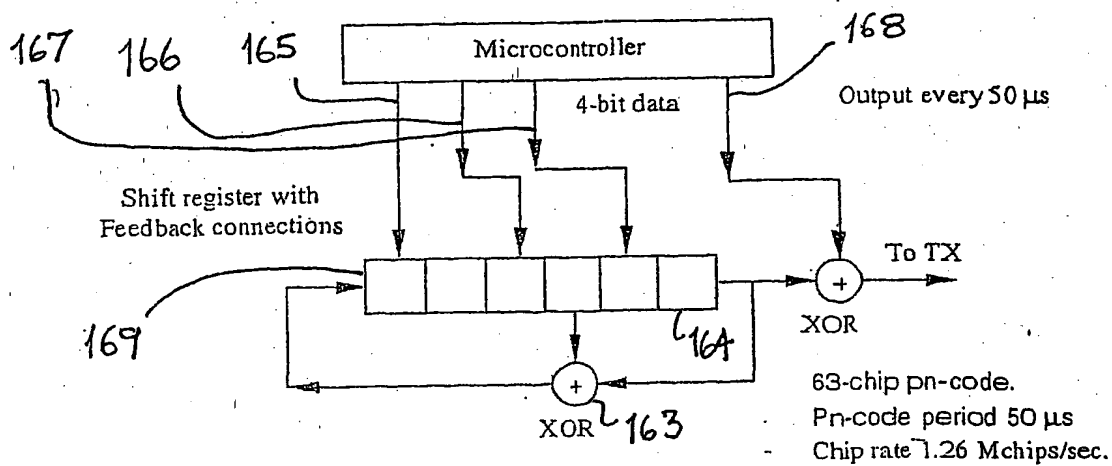 167
166
165
Microcontroller
168
4-bit data
Output every 50 µs
Shift register with
Feedback connections
To TX
+
XOR
169
164
+
XOR
163
63-chip pn-code.
Pn-code period 50 µs
- Chip rate 1.26 Mchips/sec.